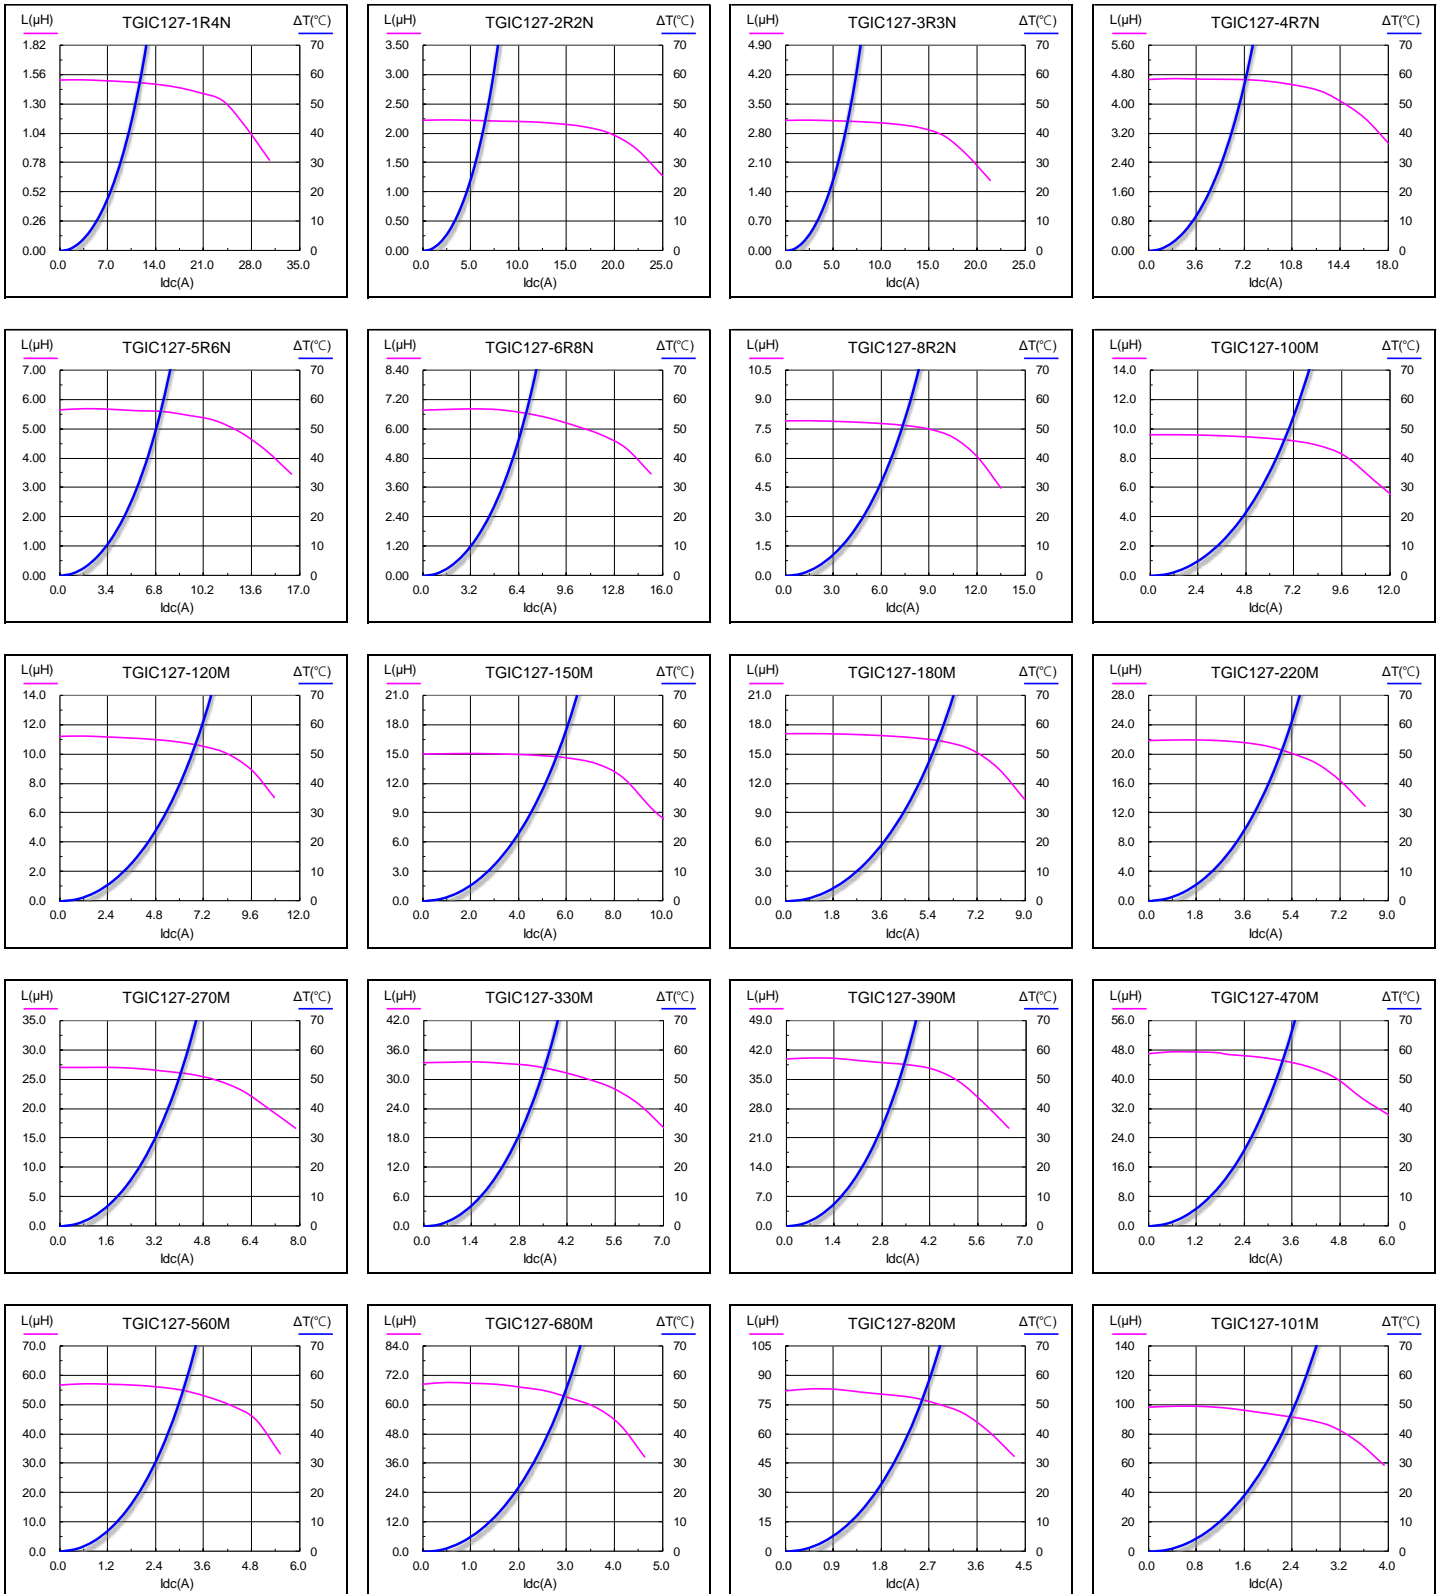 L(μH) TGIC127-1R4N ΔT(℃)
1.82 70
1.56 60
1.30 50
1.04 40
0.78 30
0.52 20
0.26 10
0.00 0
0.0 7.0 14.0 21.0 28.0 35.0
Idc(A)
L(μH) TGIC127-2R2N ΔT(℃)
3.50 70
3.00 60
2.50 50
2.00 40
1.50 30
1.00 20
0.50 10
0.00 0
0.0 5.0 10.0 15.0 20.0 25.0
Idc(A)
L(μH) TGIC127-3R3N ΔT(℃)
4.90 70
4.20 60
3.50 50
2.80 40
2.10 30
1.40 20
0.70 10
0.00 0
0.0 5.0 10.0 15.0 20.0 25.0
Idc(A)
L(μH) TGIC127-4R7N ΔT(℃)
5.60 70
4.80 60
4.00 50
3.20 40
2.40 30
1.60 20
0.80 10
0.00 0
0.0 3.6 7.2 10.8 14.4 18.0
Idc(A)
L(μH) TGIC127-5R6N ΔT(℃)
7.00 70
6.00 60
5.00 50
4.00 40
3.00 30
2.00 20
1.00 10
0.00 0
0.0 3.4 6.8 10.2 13.6 17.0
Idc(A)
L(μH) TGIC127-6R8N ΔT(℃)
8.40 70
7.20 60
6.00 50
4.80 40
3.60 30
2.40 20
1.20 10
0.00 0
0.0 3.2 6.4 9.6 12.8 16.0
Idc(A)
L(μH) TGIC127-8R2N ΔT(℃)
10.5 70
9.0 60
7.5 50
6.0 40
4.5 30
3.0 20
1.5 10
0.0 0
0.0 3.0 6.0 9.0 12.0 15.0
Idc(A)
L(μH) TGIC127-100M ΔT(℃)
14.0 70
12.0 60
10.0 50
8.0 40
6.0 30
4.0 20
2.0 10
0.0 0
0.0 2.4 4.8 7.2 9.6 12.0
Idc(A)
L(μH) TGIC127-120M ΔT(℃)
14.0 70
12.0 60
10.0 50
8.0 40
6.0 30
4.0 20
2.0 10
0.0 0
0.0 2.4 4.8 7.2 9.6 12.0
Idc(A)
L(μH) TGIC127-150M ΔT(℃)
21.0 70
18.0 60
15.0 50
12.0 40
9.0 30
6.0 20
3.0 10
0.0 0
0.0 2.0 4.0 6.0 8.0 10.0
Idc(A)
L(μH) TGIC127-180M ΔT(℃)
21.0 70
18.0 60
15.0 50
12.0 40
9.0 30
6.0 20
3.0 10
0.0 0
0.0 1.8 3.6 5.4 7.2 9.0
Idc(A)
L(μH) TGIC127-220M ΔT(℃)
28.0 70
24.0 60
20.0 50
16.0 40
12.0 30
8.0 20
4.0 10
0.0 0
0.0 1.8 3.6 5.4 7.2 9.0
Idc(A)
L(μH) TGIC127-270M ΔT(℃)
35.0 70
30.0 60
25.0 50
20.0 40
15.0 30
10.0 20
5.0 10
0.0 0
0.0 1.6 3.2 4.8 6.4 8.0
Idc(A)
L(μH) TGIC127-330M ΔT(℃)
42.0 70
36.0 60
30.0 50
24.0 40
18.0 30
12.0 20
6.0 10
0.0 0
0.0 1.4 2.8 4.2 5.6 7.0
Idc(A)
L(μH) TGIC127-390M ΔT(℃)
49.0 70
42.0 60
35.0 50
28.0 40
21.0 30
14.0 20
7.0 10
0.0 0
0.0 1.4 2.8 4.2 5.6 7.0
Idc(A)
L(μH) TGIC127-470M ΔT(℃)
56.0 70
48.0 60
40.0 50
32.0 40
24.0 30
16.0 20
8.0 10
0.0 0
0.0 1.2 2.4 3.6 4.8 6.0
Idc(A)
L(μH) TGIC127-560M ΔT(℃)
70.0 70
60.0 60
50.0 50
40.0 40
30.0 30
20.0 20
10.0 10
0.0 0
0.0 1.2 2.4 3.6 4.8 6.0
Idc(A)
L(μH) TGIC127-680M ΔT(℃)
84.0 70
72.0 60
60.0 50
48.0 40
36.0 30
24.0 20
12.0 10
0.0 0
0.0 1.0 2.0 3.0 4.0 5.0
Idc(A)
L(μH) TGIC127-820M ΔT(℃)
105 70
90 60
75 50
60 40
45 30
30 20
15 10
0 0
0.0 0.9 1.8 2.7 3.6 4.5
Idc(A)
L(μH) TGIC127-101M ΔT(℃)
140 70
120 60
100 50
80 40
60 30
40 20
20 10
0 0
0.0 0.8 1.6 2.4 3.2 4.0
Idc(A)